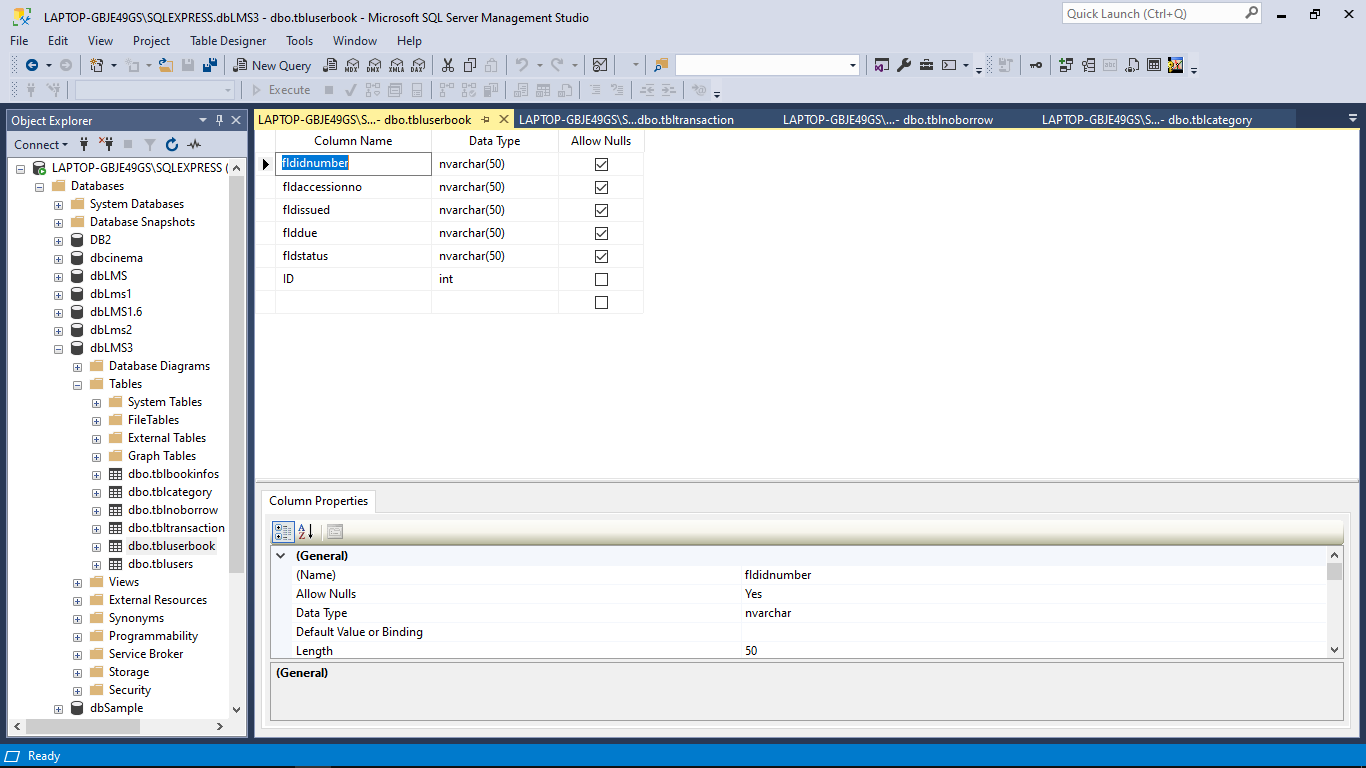 LAPTOP-GBJE49GS\SQLEXPRESS.dbLMS3 - dbo.tbluserbook - Microsoft SQL Server Management Studio
Quick Launch (Ctrl+Q)
File Edit View Project Table Designer Tools Window Help
New Query
MDX DMX XMLA DAX
Execute
Object Explorer
Connect
LAPTOP-GBJE49GS\SQLEXPRESS (
Databases
System Databases
Database Snapshots
DB2
dbcinema
dbLMS
dbLms1
dbLMS1.6
dbLms2
dbLMS3
Database Diagrams
Tables
System Tables
FileTables
External Tables
Graph Tables
dbo.tblbookinfos
dbo.tblcategory
dbo.tblnoborrow
dbo.tbltransaction
dbo.tbluserbook
dbo.tblusers
Views
External Resources
Synonyms
Programmability
Service Broker
Storage
Security
dbSample
LAPTOP-GBJE49GS\S...- dbo.tbluserbook
LAPTOP-GBJE49GS\S...dbo.tbltransaction
LAPTOP-GBJE49GS\...- dbo.tblnoborrow
LAPTOP-GBJE49GS\S...- dbo.tblcategory
Column Name Data Type Allow Nulls
fldidnumber nvarchar(50)
fldaccessionno nvarchar(50)
fldissued nvarchar(50)
flddue nvarchar(50)
fldstatus nvarchar(50)
ID int
Column Properties
A Z
(General)
(Name) fldidnumber
Allow Nulls Yes
Data Type nvarchar
Default Value or Binding
Length 50
(General)
Ready